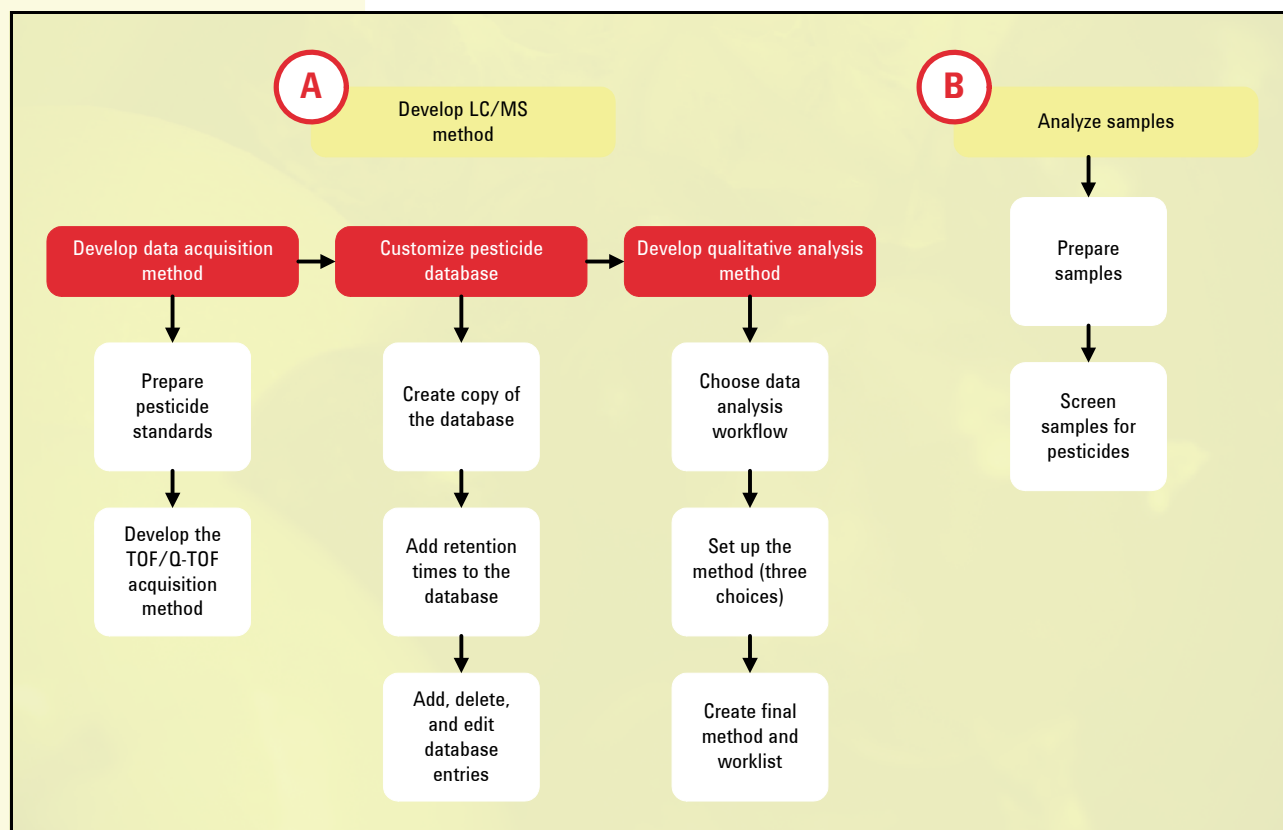 A
Develop LC/MS
method
B
Analyze samples
Develop data acquisition
method
Customize pesticide
database
Develop qualitative analysis
method
Prepare
pesticide
standards
Develop the
TOF/Q-TOF
acquisition
method
Create copy of
the database
Add retention
times to the
database
Add, delete,
and edit
database
entries
Choose data
analysis
workflow
Set up the
method (three
choices)
Create final
method and
worklist
Prepare
samples
Screen
samples for
pesticides